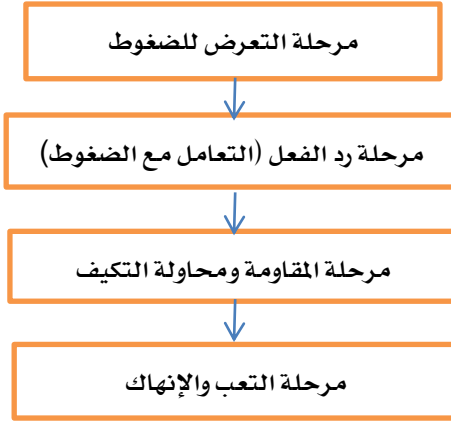 مرحلة التعرض للضغوط
مرحلة رد الفعل (التعامل مع الضغوط)
مرحلة المقاومة ومحاولة التكيف
مرحلة التعب والإنهاك